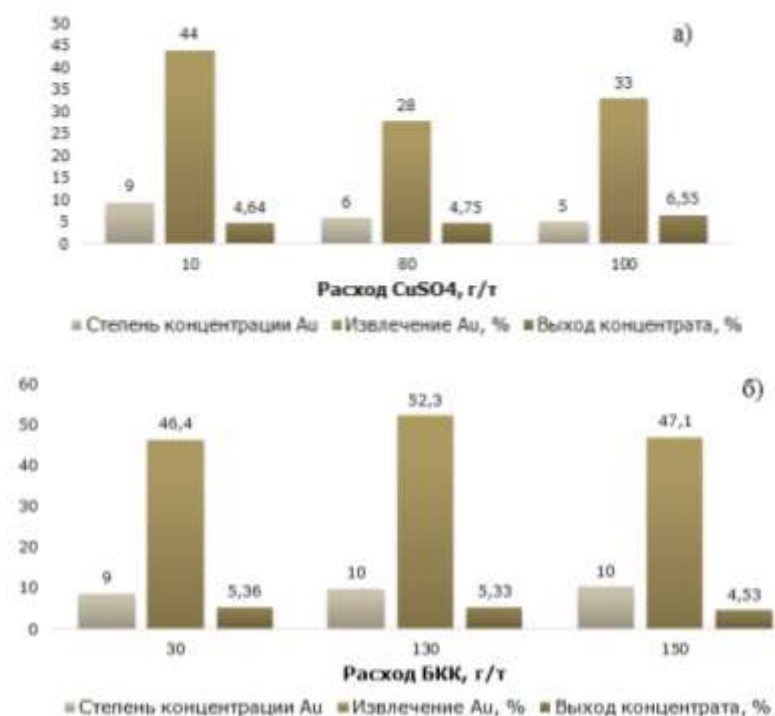 а)
50
45
40
35
30
25
20
15
10
5
0
9 44 4,64
6 28 4,75
5 33 6,55
10 80 100
Расход CuSO4, г/т
Степень концентрации Au Извлечение Au, % Выход концентрата, %
б)
60
50
40
30
20
10
0
9 46,4 5,36
10 52,3 5,33
10 47,1 4,53
30 130 150
Расход БКК, г/т
Степень концентрации Au Извлечение Au, % Выход концентрата, %